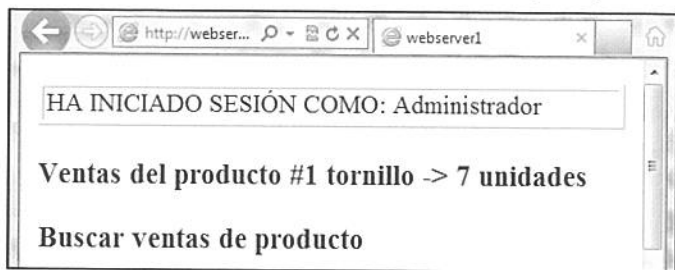 http://webser...
webserver1
HA INICIADO SESIÓN COMO: Administrador
Ventas del producto #1 tornillo -> 7 unidades
Buscar ventas de producto